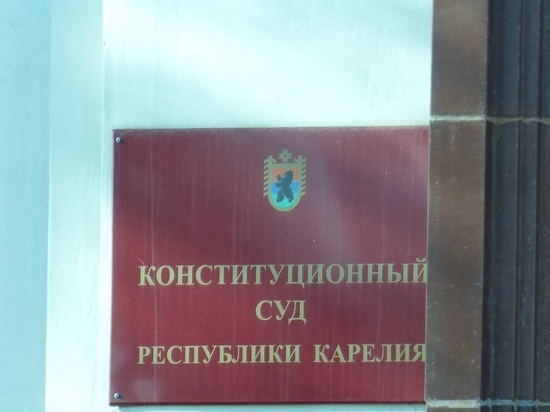 КОНСТИТУЦИОННЫЙ
СУД
РЕСПУБЛИКИ КАРЕЛИЯ